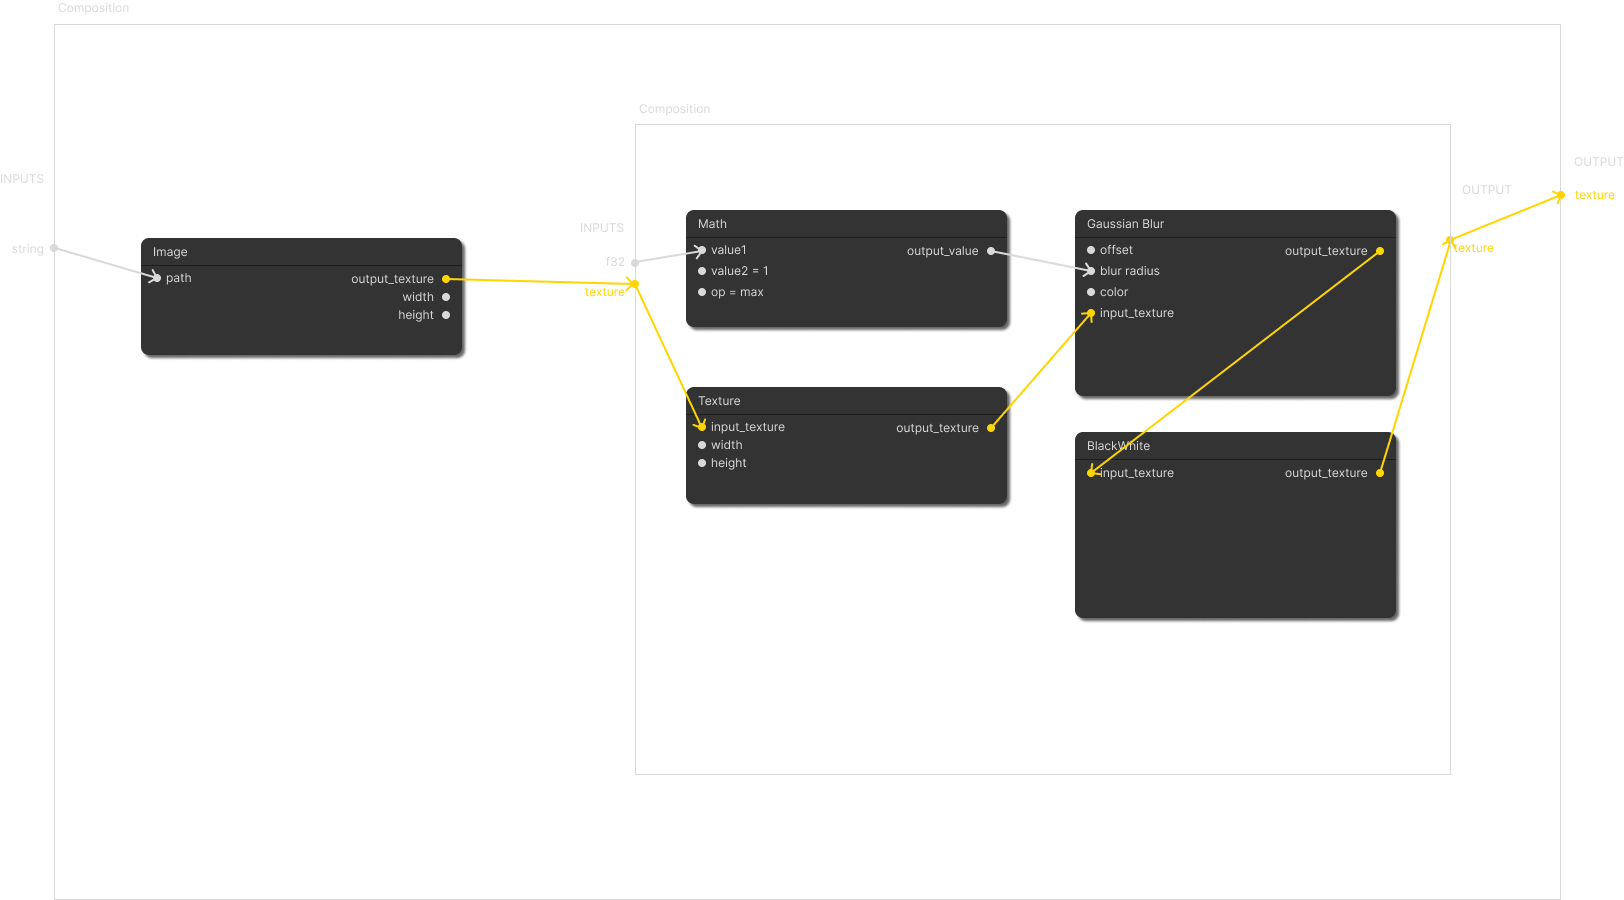 Composition
Composition
INPUTS
string
Image
path
output_texture
width
height
INPUTS
f32
texture
Math
value1
value2 = 1
op = max
output_value
Texture
input_texture
width
height
output_texture
Gaussian Blur
offset
blur radius
color
input_texture
output_texture
BlackWhite
input_texture
output_texture
OUTPUT
texture
OUTPUT
texture